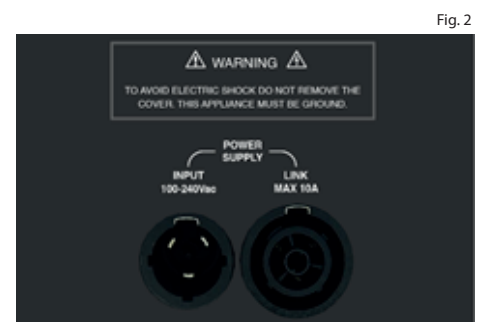 Fig. 2
WARNING
TO AVOID ELECTRIC SHOCK DO NOT REMOVE THE
COVER. THIS APPLIANCE MUST BE GROUND.
POWER
SUPPLY
INPUT
100-240Vac
LINK
MAX 10A